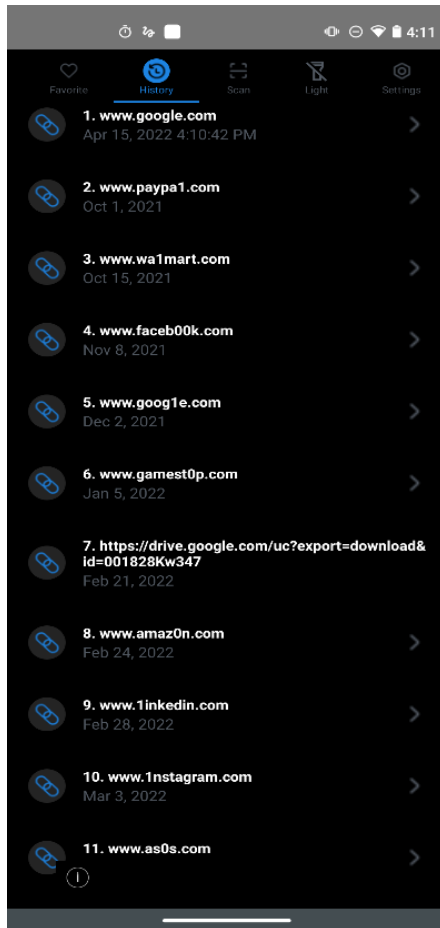 4:11
Favorite History Scan Light Settings
1. www.google.com
Apr 15, 2022 4:10:42 PM
2. www.paypa1.com
Oct 1, 2021
3. www.wa1mart.com
Oct 15, 2021
4. www.faceb00k.com
Nov 8, 2021
5. www.goog1e.com
Dec 2, 2021
6. www.gamest0p.com
Jan 5, 2022
7. https://drive.google.com/uc?export=download&
id=001828Kw347
Feb 21, 2022
8. www.amaz0n.com
Feb 24, 2022
9. www.1inkedin.com
Feb 28, 2022
10. www.1nstagram.com
Mar 3, 2022
11. www.as0s.com